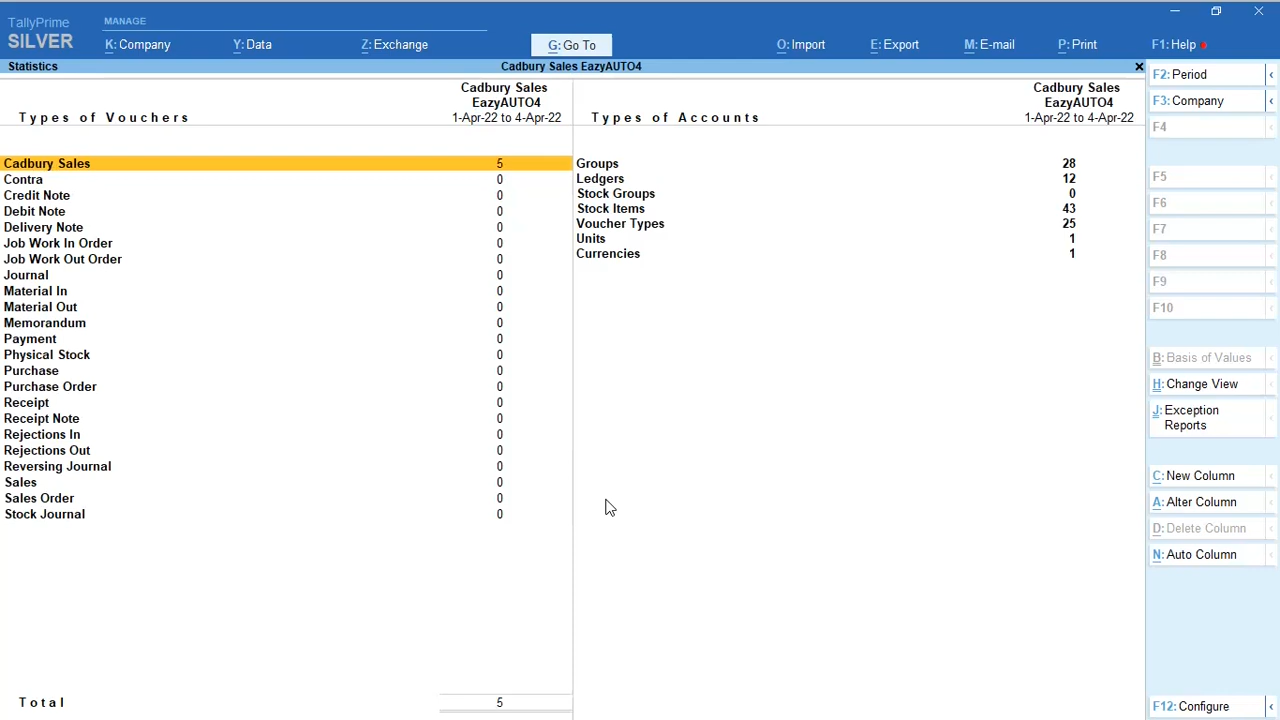 TallyPrime
SILVER
MANAGE
K: Company
Y: Data
Z: Exchange
G: Go To
O: Import
E: Export
M: E-mail
P: Print
F1: Help
Statistics
Cadbury Sales EazyAUTO4
×
Types of Vouchers
Cadbury Sales
EazyAUTO4
1-Apr-22 to 4-Apr-22
Cadbury Sales 5
Contra 0
Credit Note 0
Debit Note 0
Delivery Note 0
Job Work In Order 0
Job Work Out Order 0
Journal 0
Material In 0
Material Out 0
Memorandum 0
Payment 0
Physical Stock 0
Purchase 0
Purchase Order 0
Receipt 0
Receipt Note 0
Rejections In 0
Rejections Out 0
Reversing Journal 0
Sales 0
Sales Order 0
Stock Journal 0
Total 5
Types of Accounts
Cadbury Sales
EazyAUTO4
1-Apr-22 to 4-Apr-22
Groups 28
Ledgers 12
Stock Groups 0
Stock Items 43
Voucher Types 25
Units 1
Currencies 1
F2: Period
F3: Company
F4
F5
F6
F7
F8
F9
F10
B: Basis of Values
H: Change View
J: Exception
Reports
C: New Column
A: Alter Column
D: Delete Column
N: Auto Column
F12: Configure